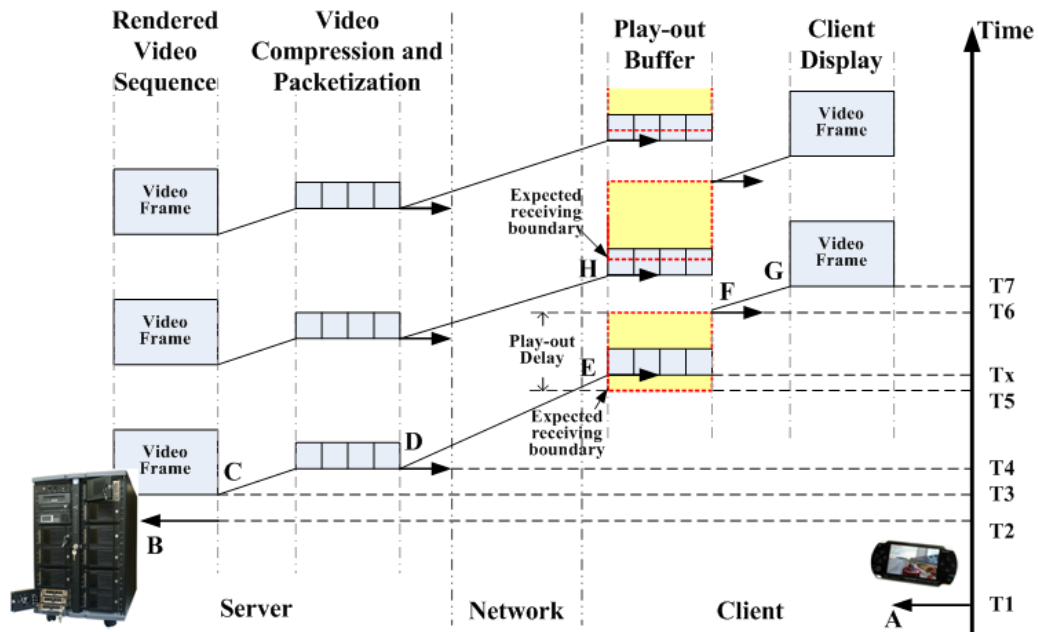 Rendered
Video
Sequence
Video
Compression and
Packetization
Play-out
Buffer
Client
Display
Time
Video
Frame
Video
Frame
Expected
receiving
boundary
Video
Frame
H
F
G
T7
T6
Video
Frame
Play-out
Delay
E
Tx
T5
Expected
receiving
boundary
Video
Frame
C
D
T4
T3
B
T2
Server
Network
Client
A
T1